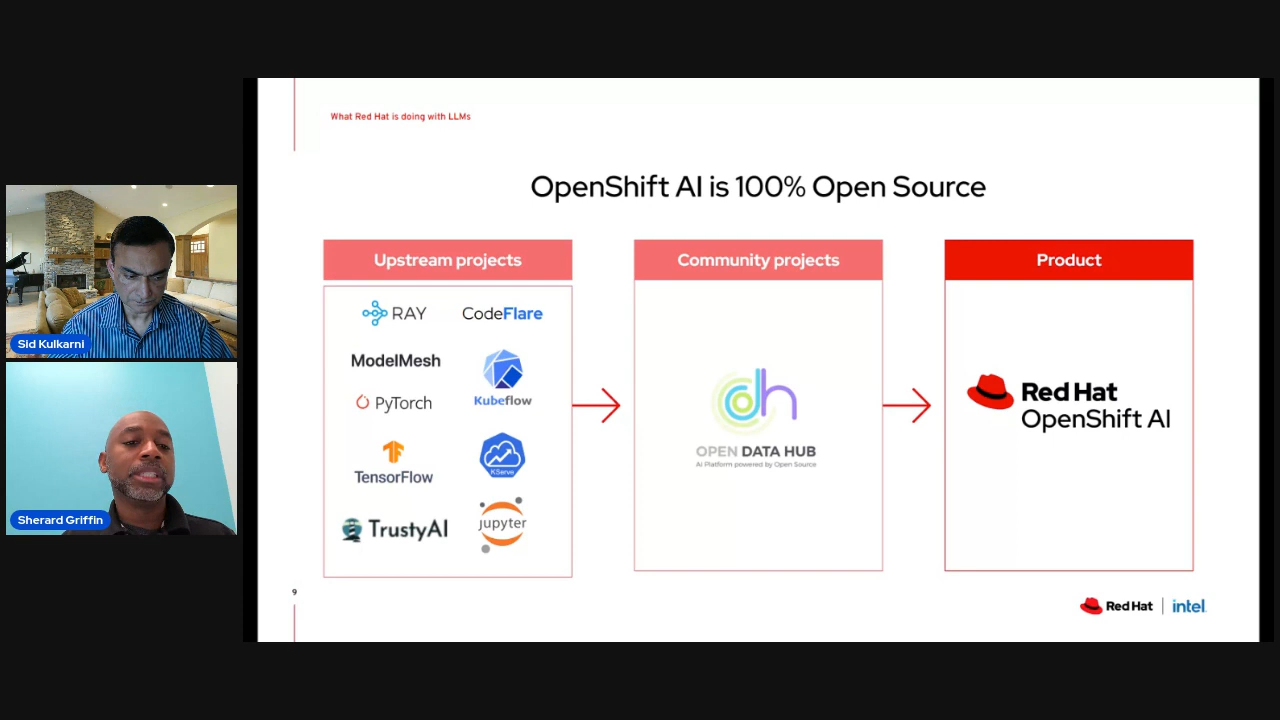 What Red Hat is doing with LLMs
OpenShift AI is 100% Open Source
Upstream projects
RAY
CodeFlare
ModelMesh
Kubeflow
PyTorch
TensorFlow
KServe
TrustyAI
jupyter
Community projects
OPEN DATA HUB
AI Platform powered by Open Source
Product
Red Hat
OpenShift AI
9
Red Hat | intel.
Sid Kulkarni
Sherard Griffin